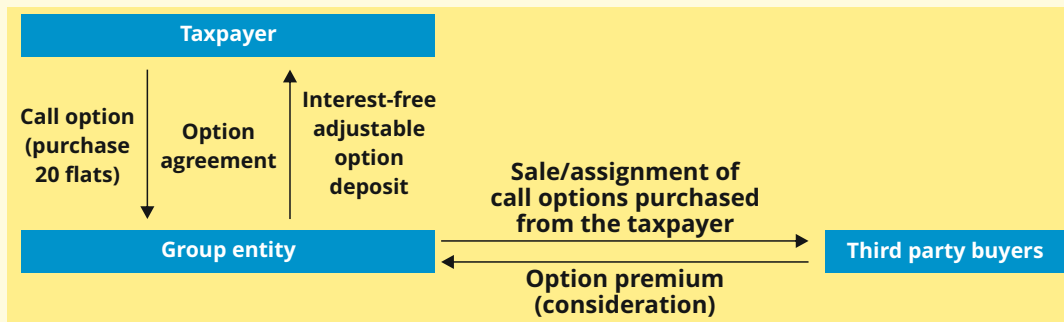 Taxpayer
Call option
(purchase
20 flats)
Option
agreement
Interest-free
adjustable
option
deposit
Sale/assignment of
call options purchased
from the taxpayer
Group entity
Third party buyers
Option premium
(consideration)